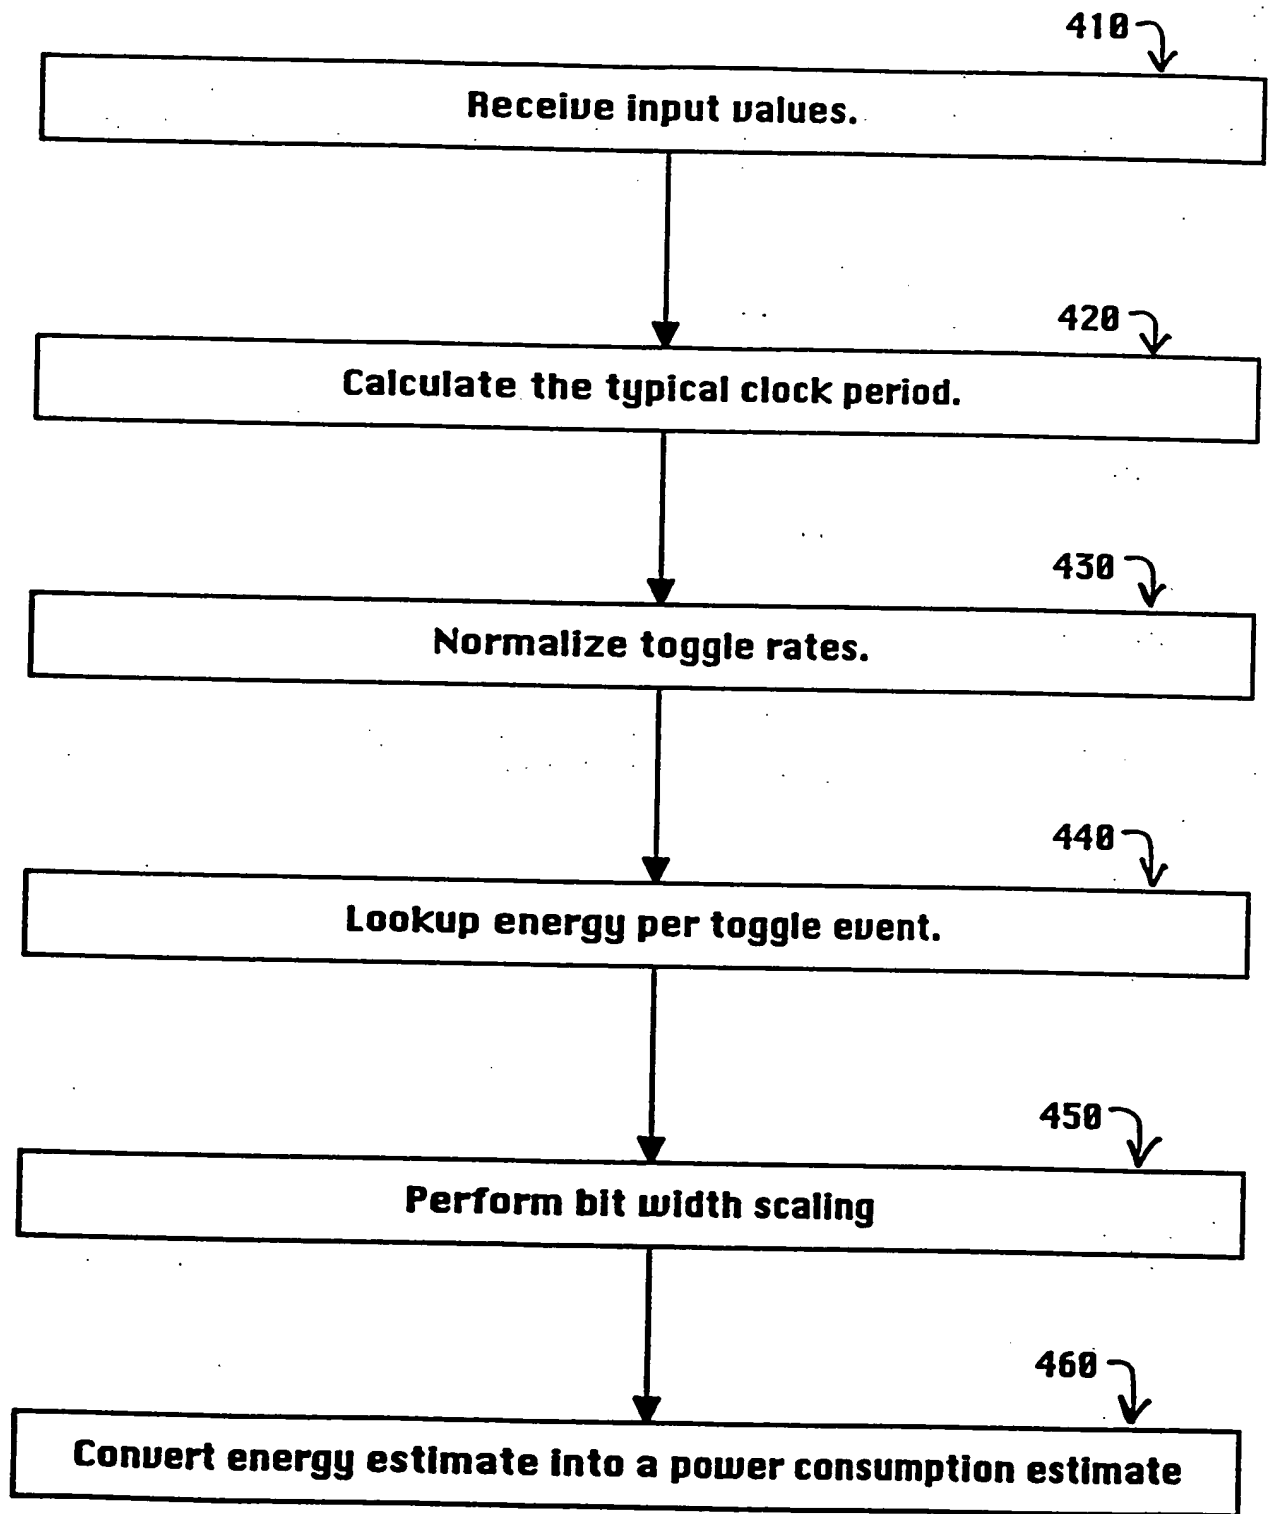 410
Receive input values.
420
Calculate the typical clock period.
430
Normalize toggle rates.
440
Lookup energy per toggle event.
450
Perform bit width scaling
460
Convert energy estimate into a power consumption estimate